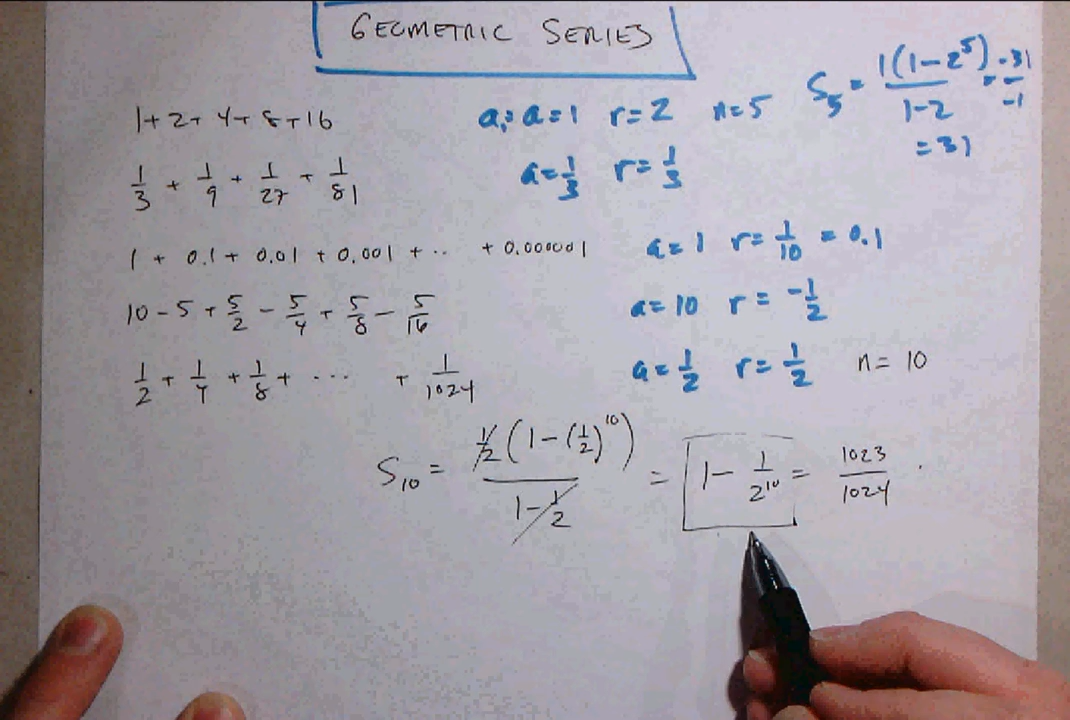 GEOMETRIC SERIES
1 + 2 + 4 + 8 + 16 a₁ = a = 1 r = 2 n = 5 S₅ = 1(1 - 2⁵)/(1 - 2) = -31/-1
= 31
1/3 + 1/9 + 1/27 + 1/81 a = 1/3 r = 1/3
1 + 0.1 + 0.01 + 0.001 + ·· + 0.000001 a = 1 r = 1/10 = 0.1
10 - 5 + 5/2 - 5/4 + 5/8 - 5/16 a = 10 r = -1/2
1/2 + 1/4 + 1/8 + ··· + 1/1024 a = 1/2 r = 1/2 n = 10
S₁₀ = 1/2(1 - (1/2)¹⁰)/(1 - 1/2) = 1 - 1/2¹⁰ = 1023/1024